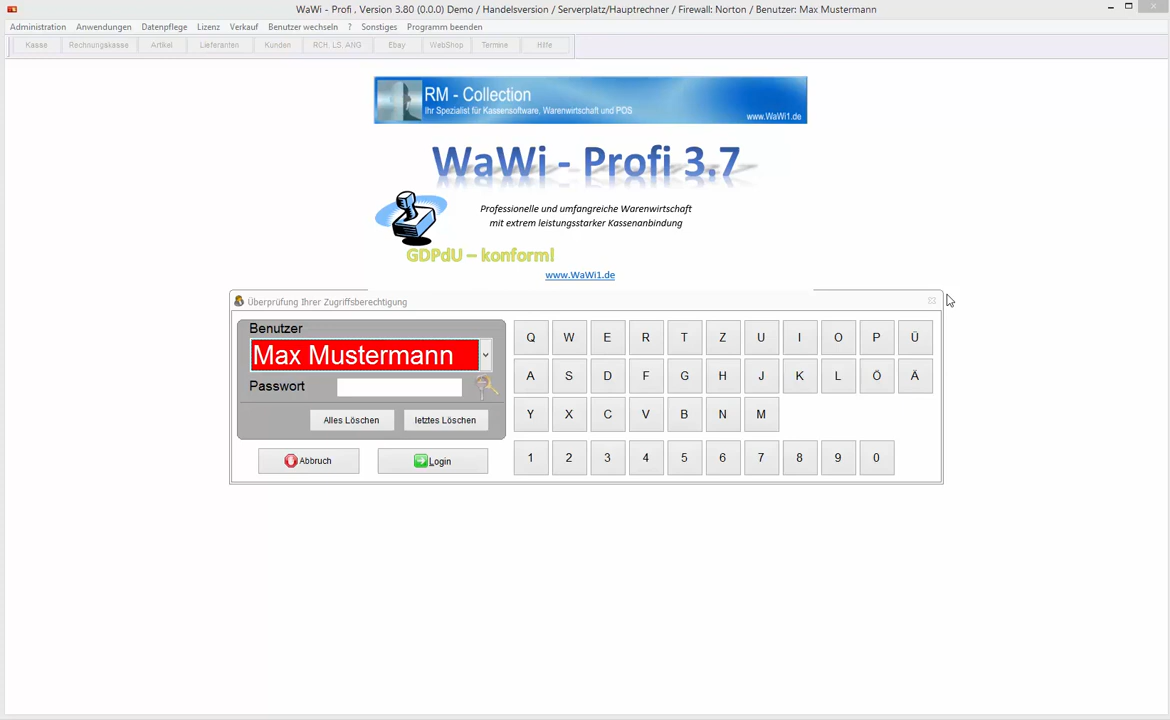 WaWi - Profi , Version 3.80 (0.0.0) Demo / Handelsversion / Serverplatz/Hauptrechner / Firewall: Norton / Benutzer: Max Mustermann
Administration Anwendungen Datenpflege Lizenz Verkauf Benutzer wechseln ? Sonstiges Programm beenden
Kasse Rechnungskasse Artikel Lieferanten Kunden RCH. LS. ANG Ebay WebShop Termine Hilfe
RM - Collection
Ihr Spezialist für Kassensoftware, Warenwirtschaft und POS
www.WaWi1.de
WaWi - Profi 3.7
Professionelle und umfangreiche Warenwirtschaft
mit extrem leistungsstarker Kassenanbindung
GDPdU – konform!
www.WaWi1.de
Überprüfung Ihrer Zugriffsberechtigung
Benutzer
Max Mustermann
Passwort
Alles Löschen letztes Löschen
Abbruch Login
Q W E R T Z U I O P Ü
A S D F G H J K L Ö Ä
Y X C V B N M
1 2 3 4 5 6 7 8 9 0